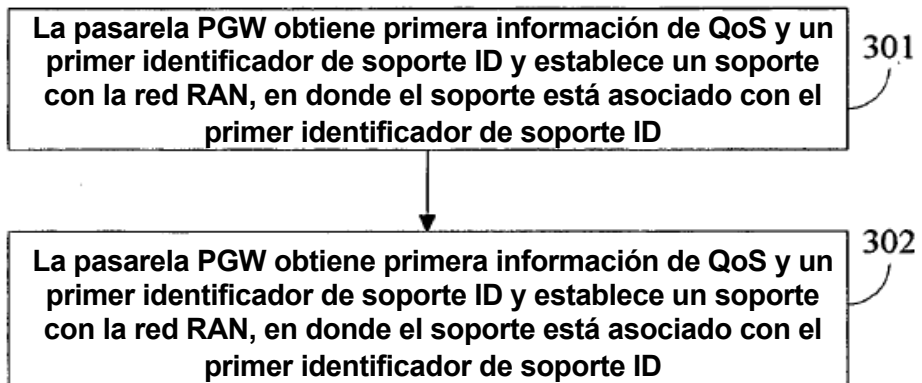 La pasarela PGW obtiene primera información de QoS y un
primer identificador de soporte ID y establece un soporte
con la red RAN, en donde el soporte está asociado con el
primer identificador de soporte ID
301
La pasarela PGW obtiene primera información de QoS y un
primer identificador de soporte ID y establece un soporte
con la red RAN, en donde el soporte está asociado con el
primer identificador de soporte ID
302